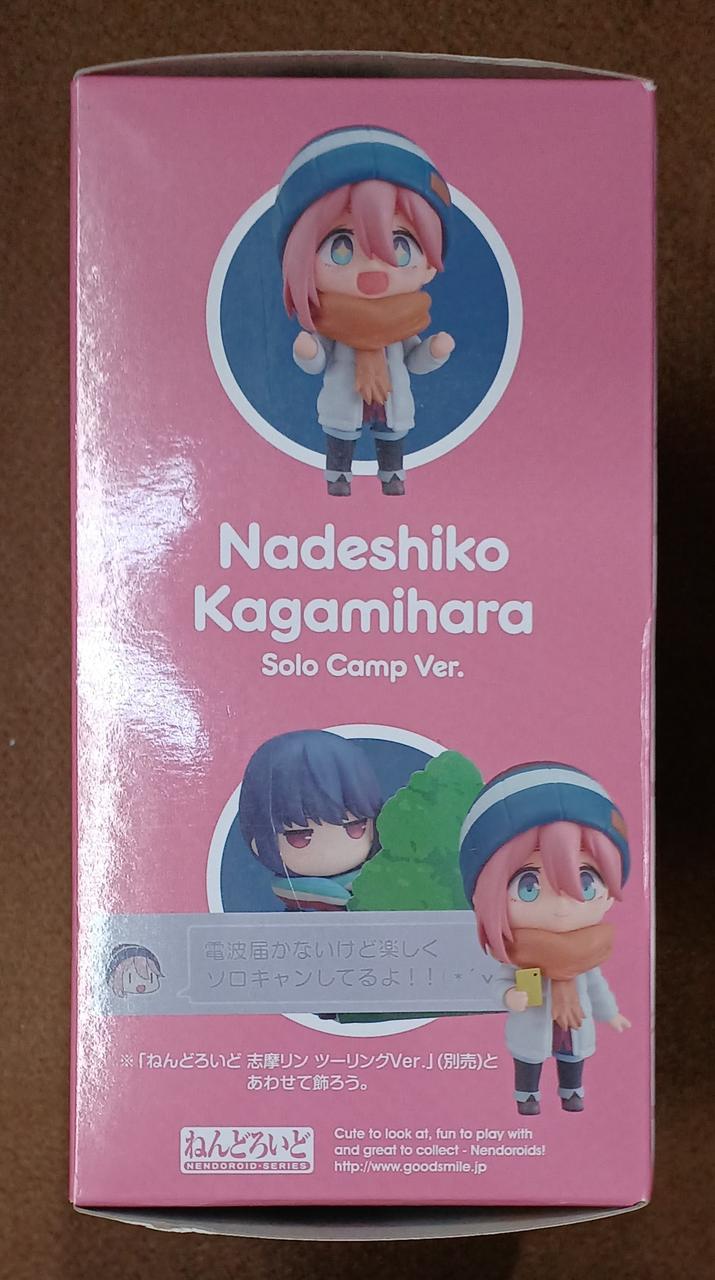 Nadeshiko
Kagamihara
Solo Camp Ver.
電波届かないけど楽しく
ソロキャンしてるよ！！(*´∨
※「ねんどろいど 志摩リン ツーリングVer.」(別売)と
あわせて飾ろう。
ねんどろいど
NENDOROID·SERIES
Cute to look at, fun to play with
and great to collect - Nendoroids!
http://www.goodsmile.jp